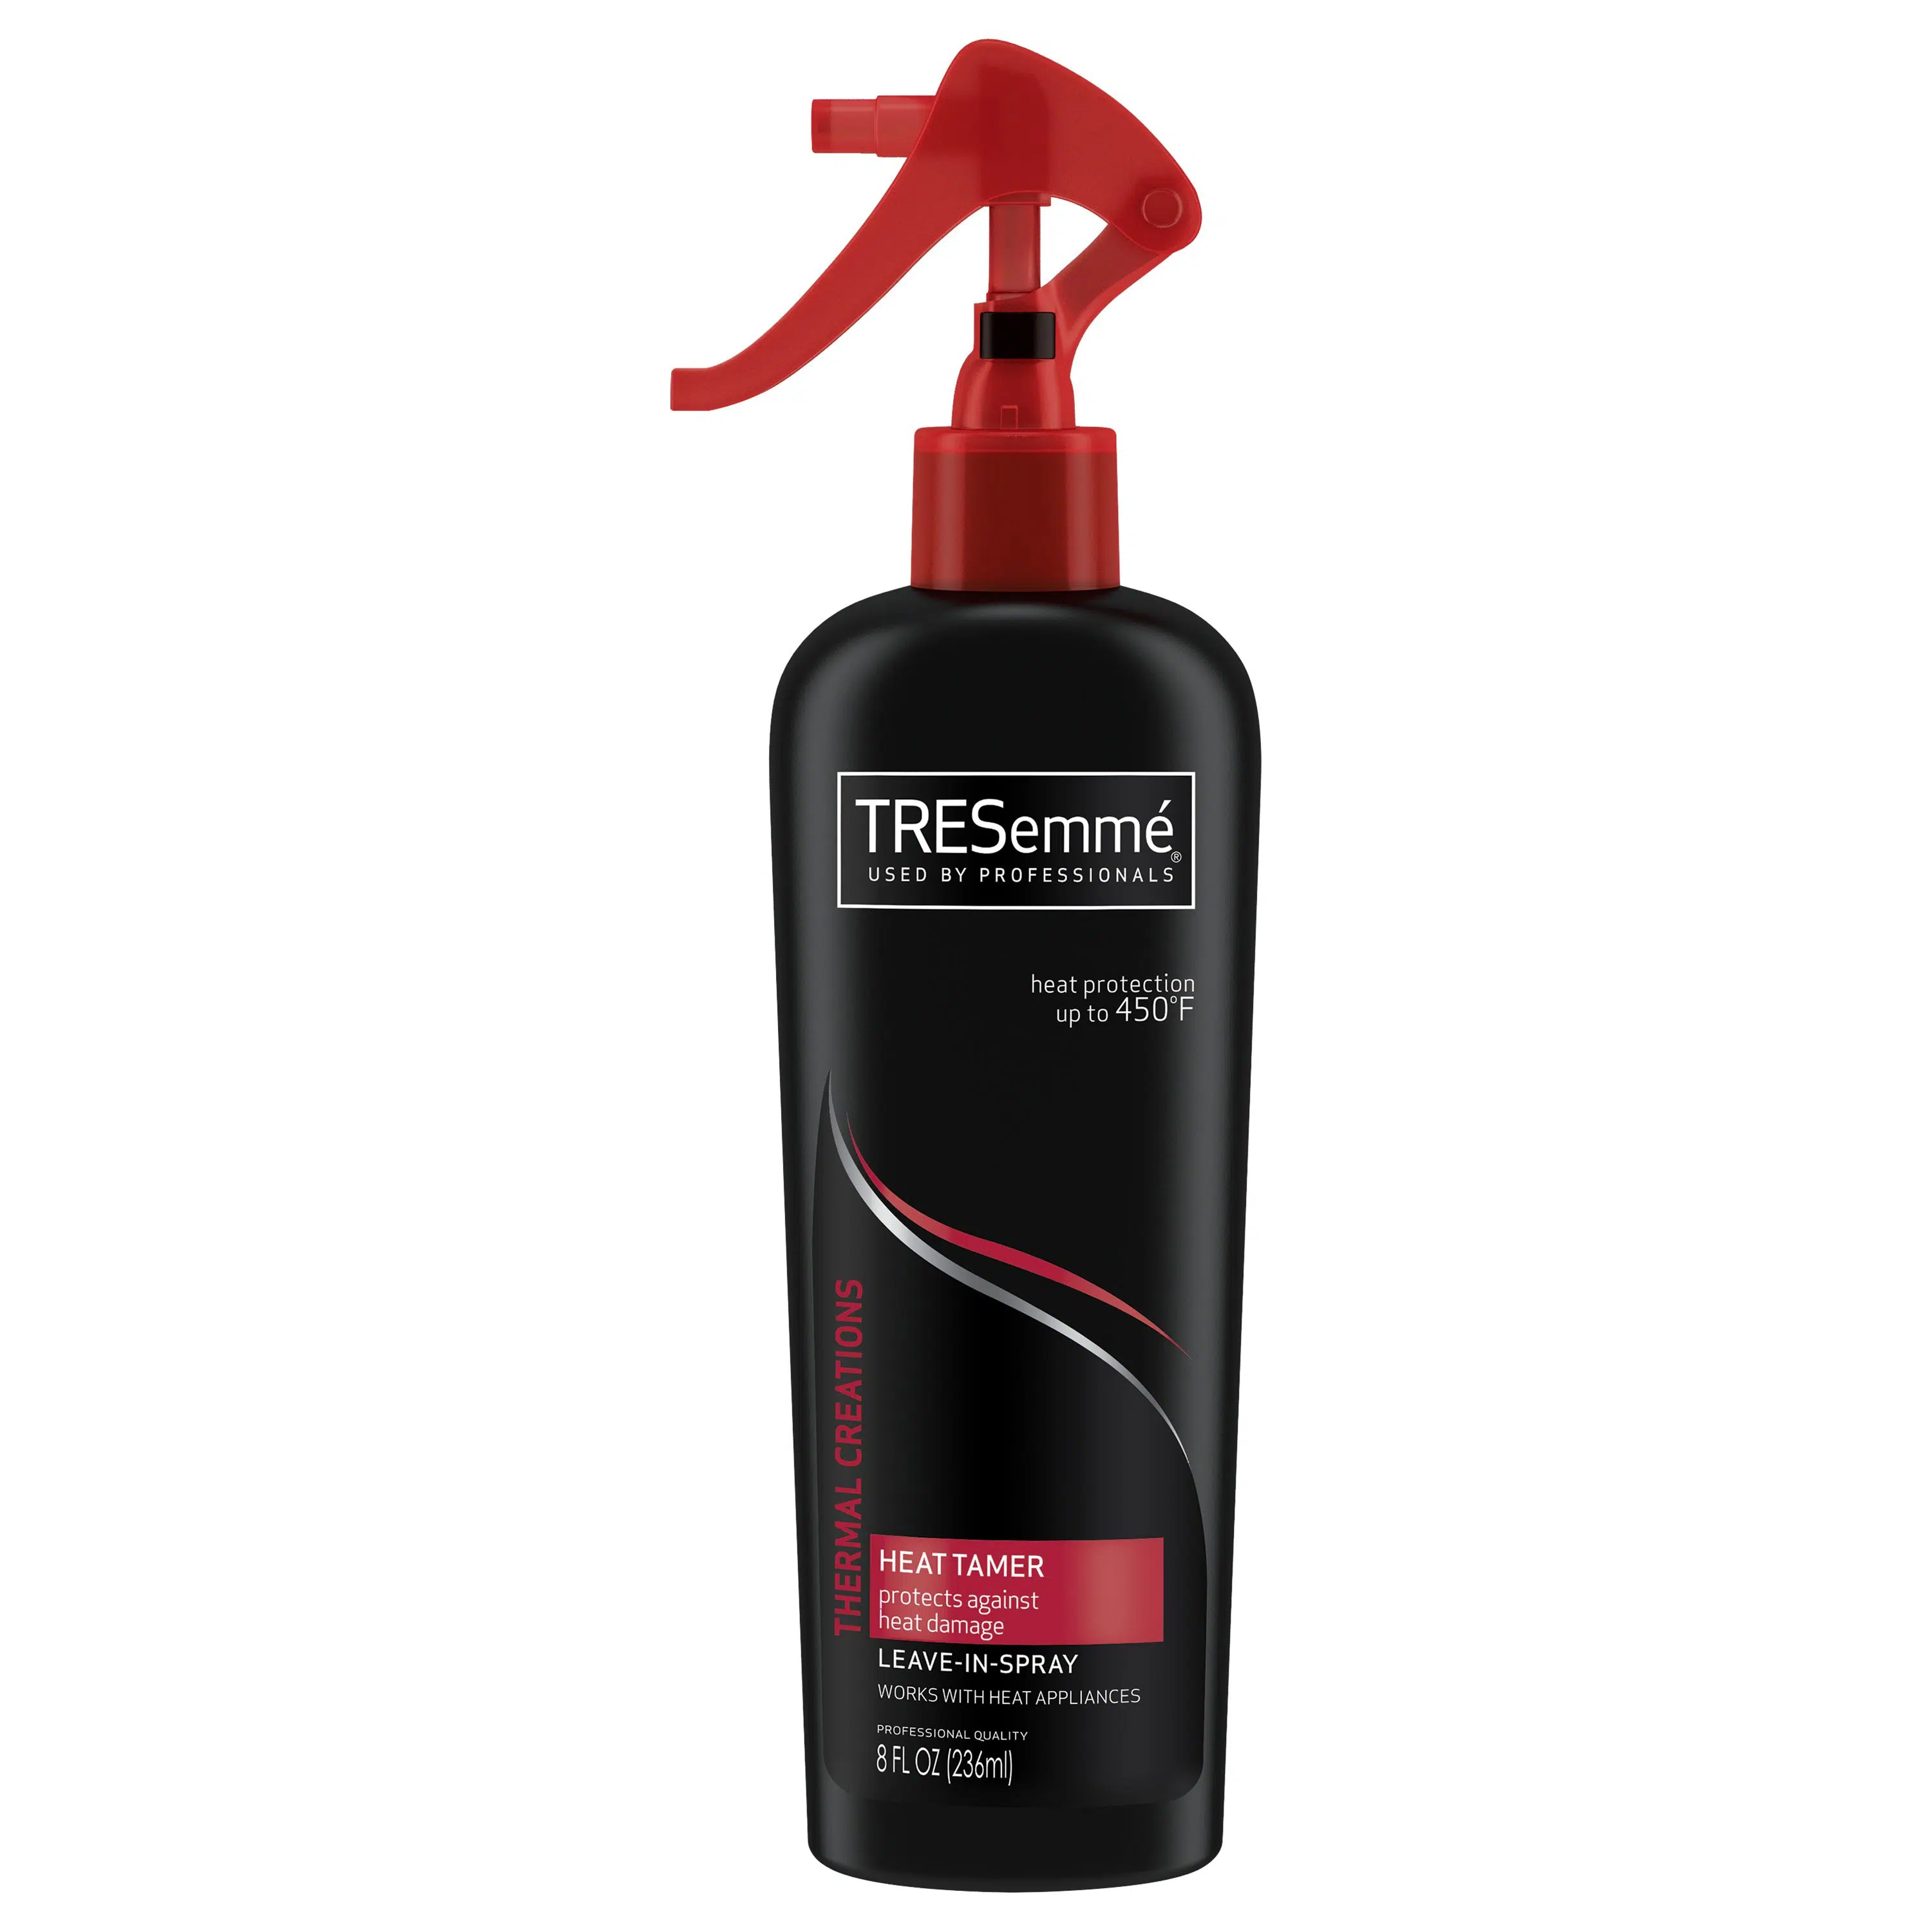 TRESemmé®
USED BY PROFESSIONALS
heat protection
up to 450°F
THERMAL CREATIONS
HEAT TAMER
protects against
heat damage
LEAVE-IN-SPRAY
WORKS WITH HEAT APPLIANCES
PROFESSIONAL QUALITY
8 FL OZ (236ml)